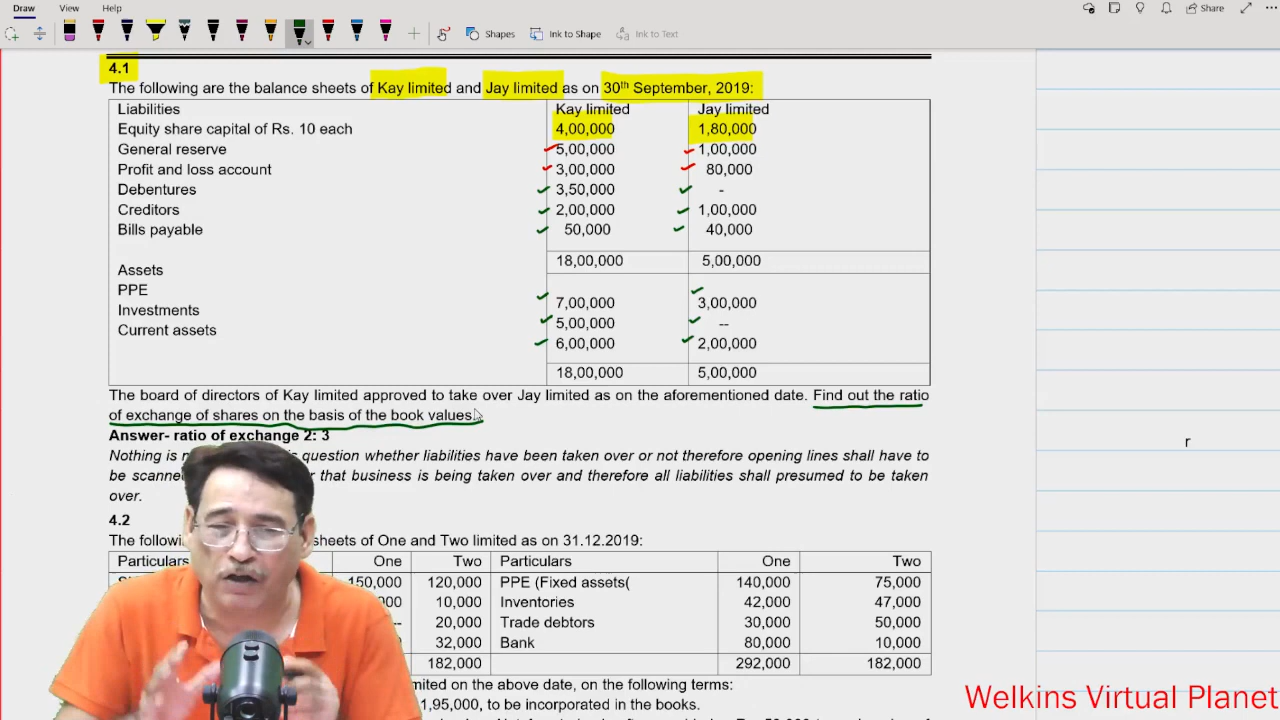 Draw View Help
Share
Shapes Ink to Shape Ink to Text
4.1
The following are the balance sheets of Kay limited and Jay limited as on 30th September, 2019:
Liabilities Kay limited Jay limited
Equity share capital of Rs. 10 each 4,00,000 1,80,000
General reserve 5,00,000 1,00,000
Profit and loss account 3,00,000 80,000
Debentures 3,50,000 -
Creditors 2,00,000 1,00,000
Bills payable 50,000 40,000
18,00,000 5,00,000
Assets
PPE 7,00,000 3,00,000
Investments 5,00,000 --
Current assets 6,00,000 2,00,000
18,00,000 5,00,000
The board of directors of Kay limited approved to take over Jay limited as on the aforementioned date. Find out the ratio
of exchange of shares on the basis of the book values.
Answer- ratio of exchange 2: 3
r
Nothing is question whether liabilities have been taken over or not therefore opening lines shall have to
be scanne that business is being taken over and therefore all liabilities shall presumed to be taken
over.
4.2
The follow sheets of One and Two limited as on 31.12.2019:
Particulars One Two Particulars One Two
150,000 120,000 PPE (Fixed assets( 140,000 75,000
000 10,000 Inventories 42,000 47,000
-- 20,000 Trade debtors 30,000 50,000
32,000 Bank 80,000 10,000
182,000 292,000 182,000
mited on the above date, on the following terms:
1,95,000, to be incorporated in the books.
Welkins Virtual Planet